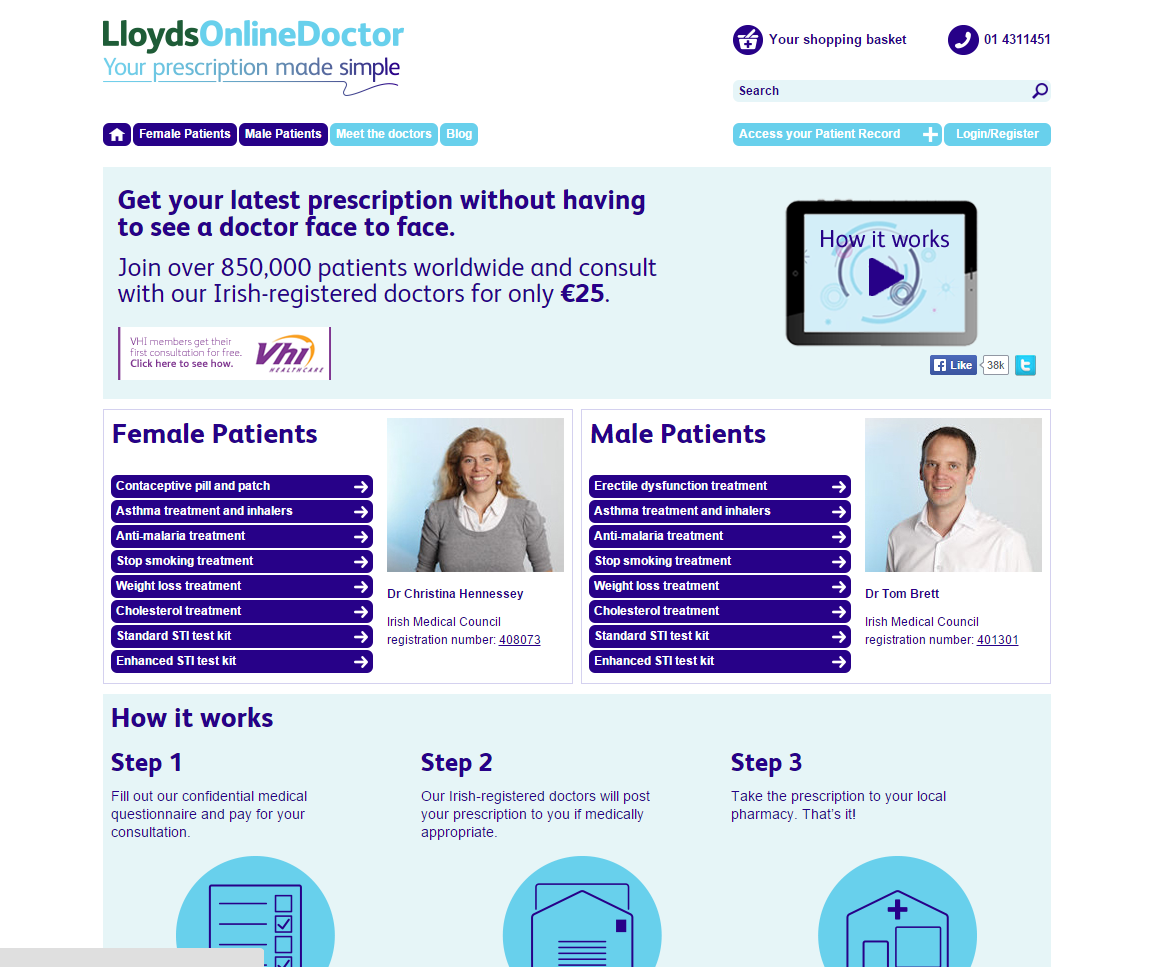 LloydsOnlineDoctor
Your prescription made simple
Your shopping basket
01 4311451
Search
Female Patients
Male Patients
Meet the doctors
Blog
Access your Patient Record
Login/Register
Get your latest prescription without having
to see a doctor face to face.
Join over 850,000 patients worldwide and consult
with our Irish-registered doctors for only €25.
VHI members get their
first consultation for free.
Click here to see how.
Vhi
HEALTHCARE
How it works
Like
38k
Female Patients
Contaceptive pill and patch
Asthma treatment and inhalers
Anti-malaria treatment
Stop smoking treatment
Weight loss treatment
Cholesterol treatment
Standard STI test kit
Enhanced STI test kit
Dr Christina Hennessey
Irish Medical Council
registration number: 408073
Male Patients
Erectile dysfunction treatment
Asthma treatment and inhalers
Anti-malaria treatment
Stop smoking treatment
Weight loss treatment
Cholesterol treatment
Standard STI test kit
Enhanced STI test kit
Dr Tom Brett
Irish Medical Council
registration number: 401301
How it works
Step 1
Fill out our confidential medical
questionnaire and pay for your
consultation.
Step 2
Our Irish-registered doctors will post
your prescription to you if medically
appropriate.
Step 3
Take the prescription to your local
pharmacy. That's it!